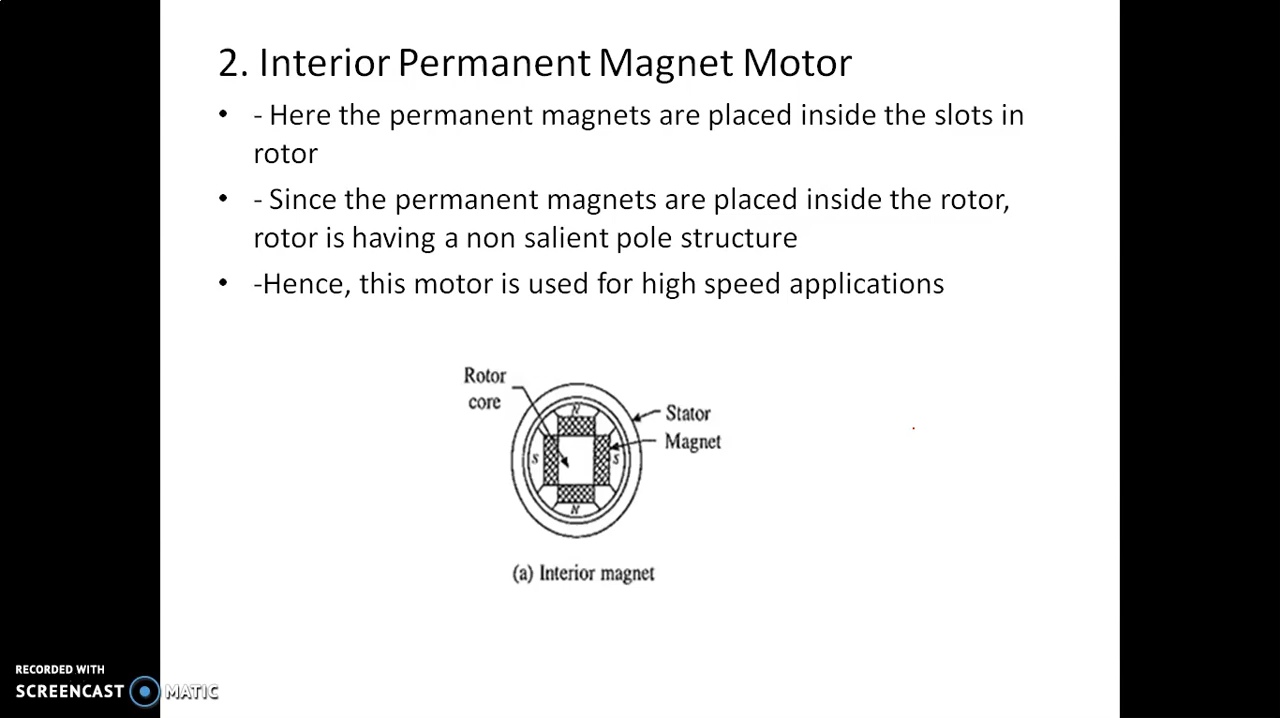 2. Interior Permanent Magnet Motor
• - Here the permanent magnets are placed inside the slots in
rotor
• - Since the permanent magnets are placed inside the rotor,
rotor is having a non salient pole structure
• -Hence, this motor is used for high speed applications
Rotor
core
Stator
Magnet
N
S
S
N
(a) Interior magnet
RECORDED WITH
SCREENCAST MATIC